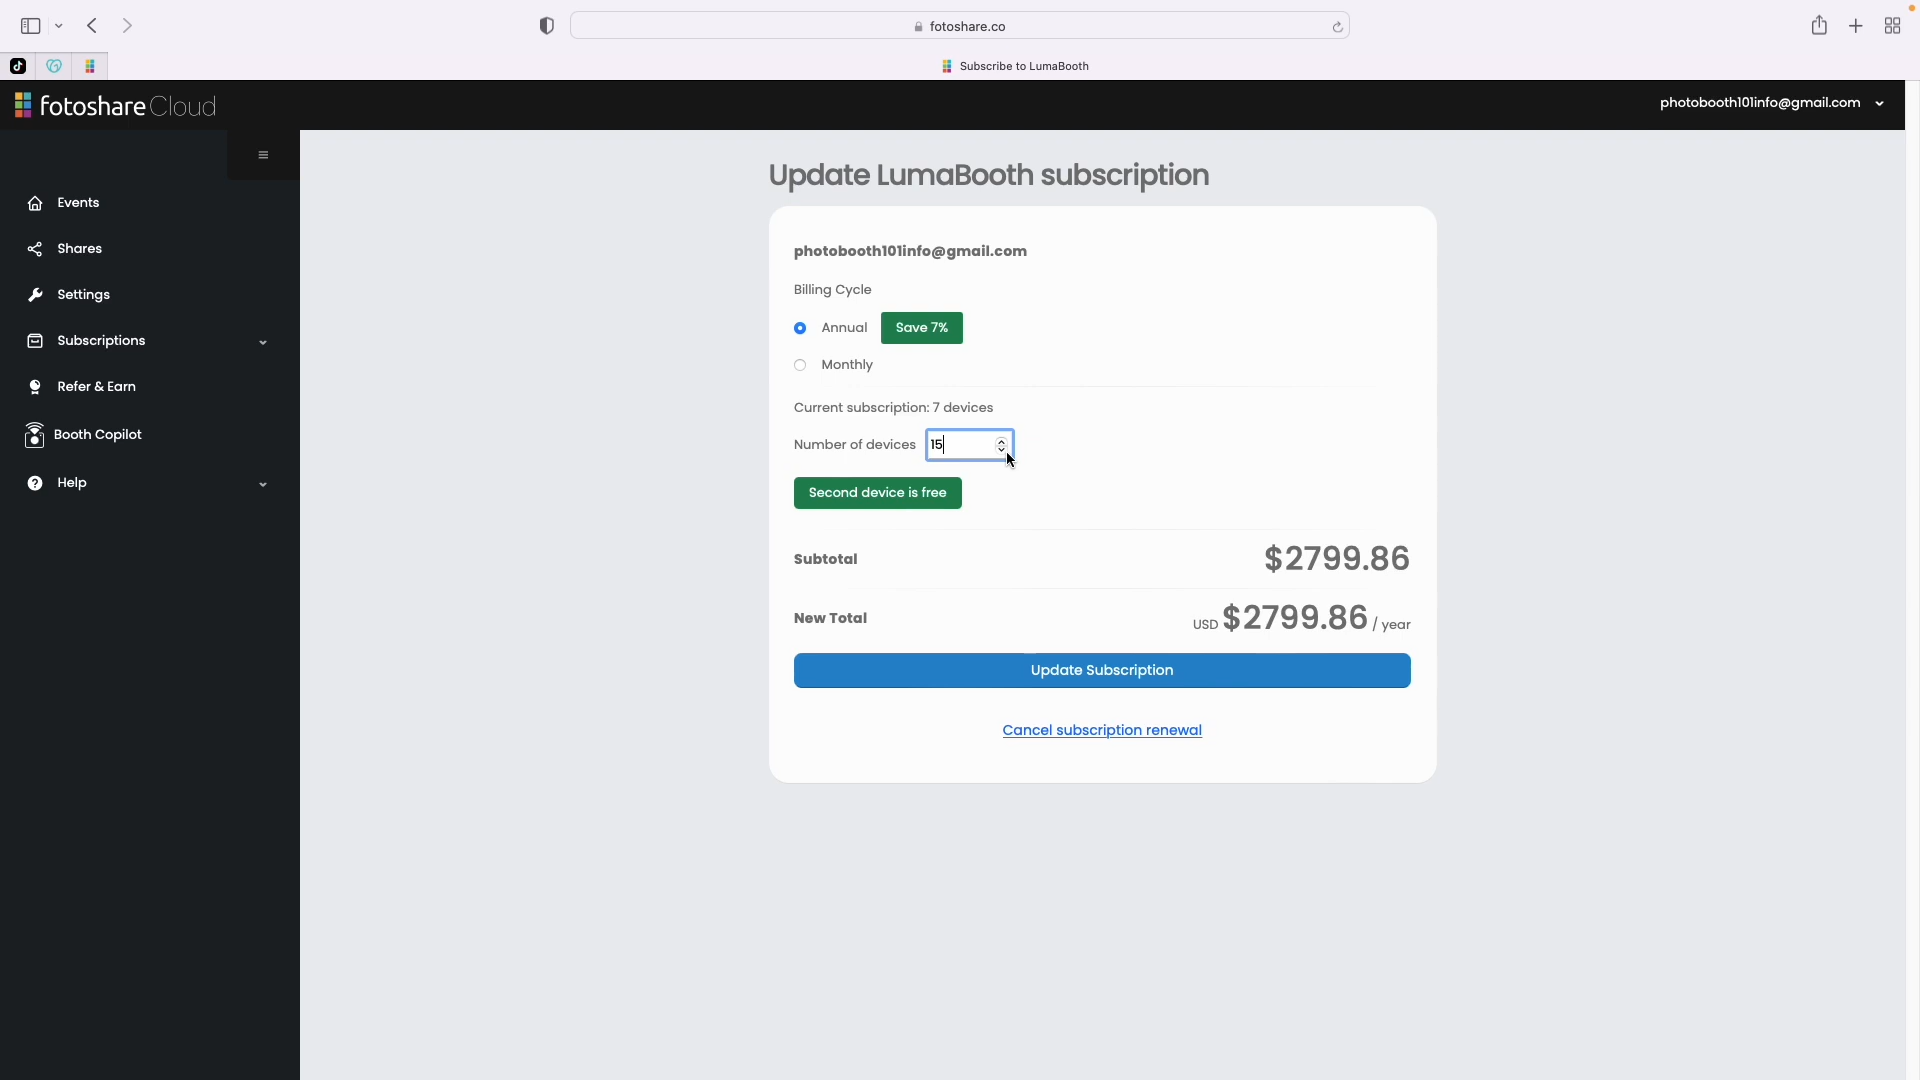 fotoshare.co
Subscribe to LumaBooth
fotoshare Cloud
photobooth101info@gmail.com
Events
Shares
Settings
Subscriptions
Refer & Earn
Booth Copilot
Help
Update LumaBooth subscription
photobooth101info@gmail.com
Billing Cycle
Annual Save 7%
Monthly
Current subscription: 7 devices
Number of devices 15
Second device is free
Subtotal $2799.86
New Total USD $2799.86 / year
Update Subscription
Cancel subscription renewal